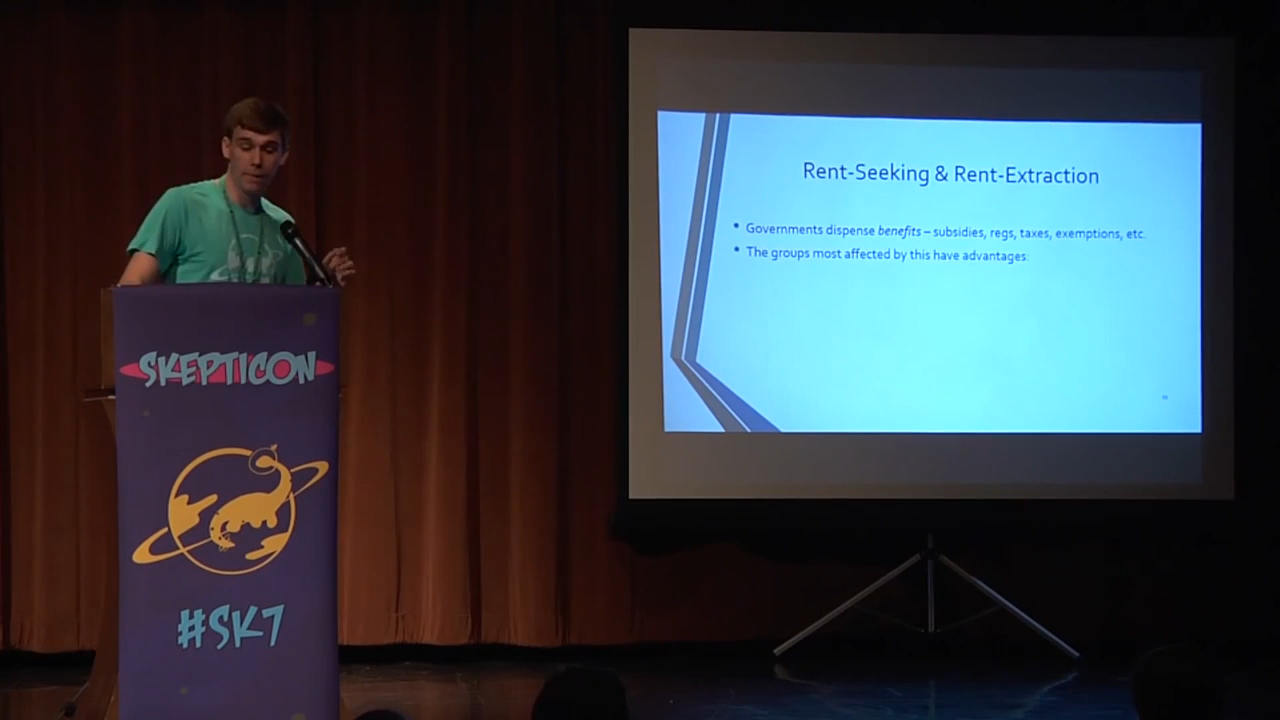 Rent-Seeking & Rent-Extraction
• Governments dispense benefits – subsidies, regs, taxes, exemptions, etc.
• The groups most affected by this have advantages:
SKEPTICON
#SK7